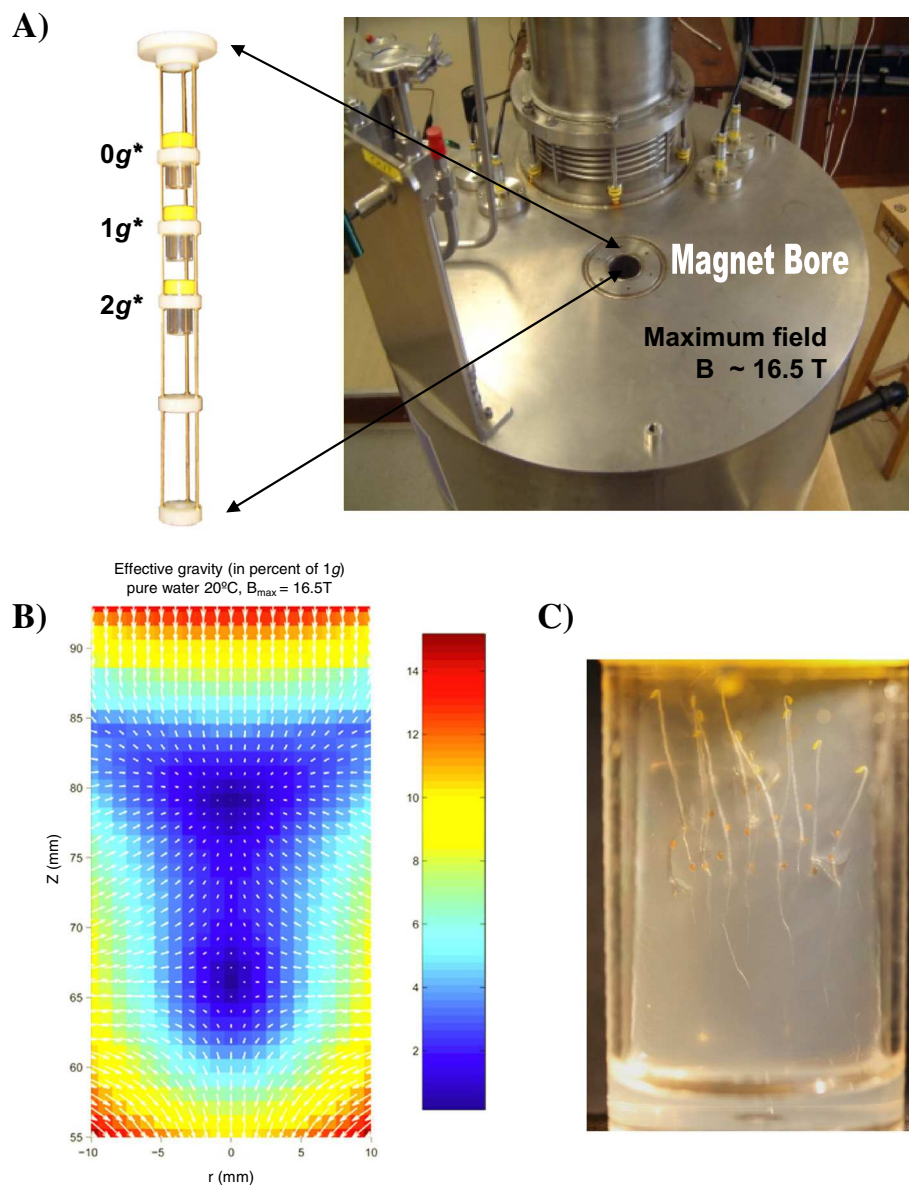 A)
0g*
1g*
2g*
Magnet Bore
Maximum field
B ~ 16.5 T
Effective gravity (in percent of 1g)
pure water 20ºC, Bmax = 16.5T
B)
C)
90
85
80
75
70
65
60
55
Z (mm)
−10
−5
0
5
10
r (mm)
14
12
10
8
6
4
2